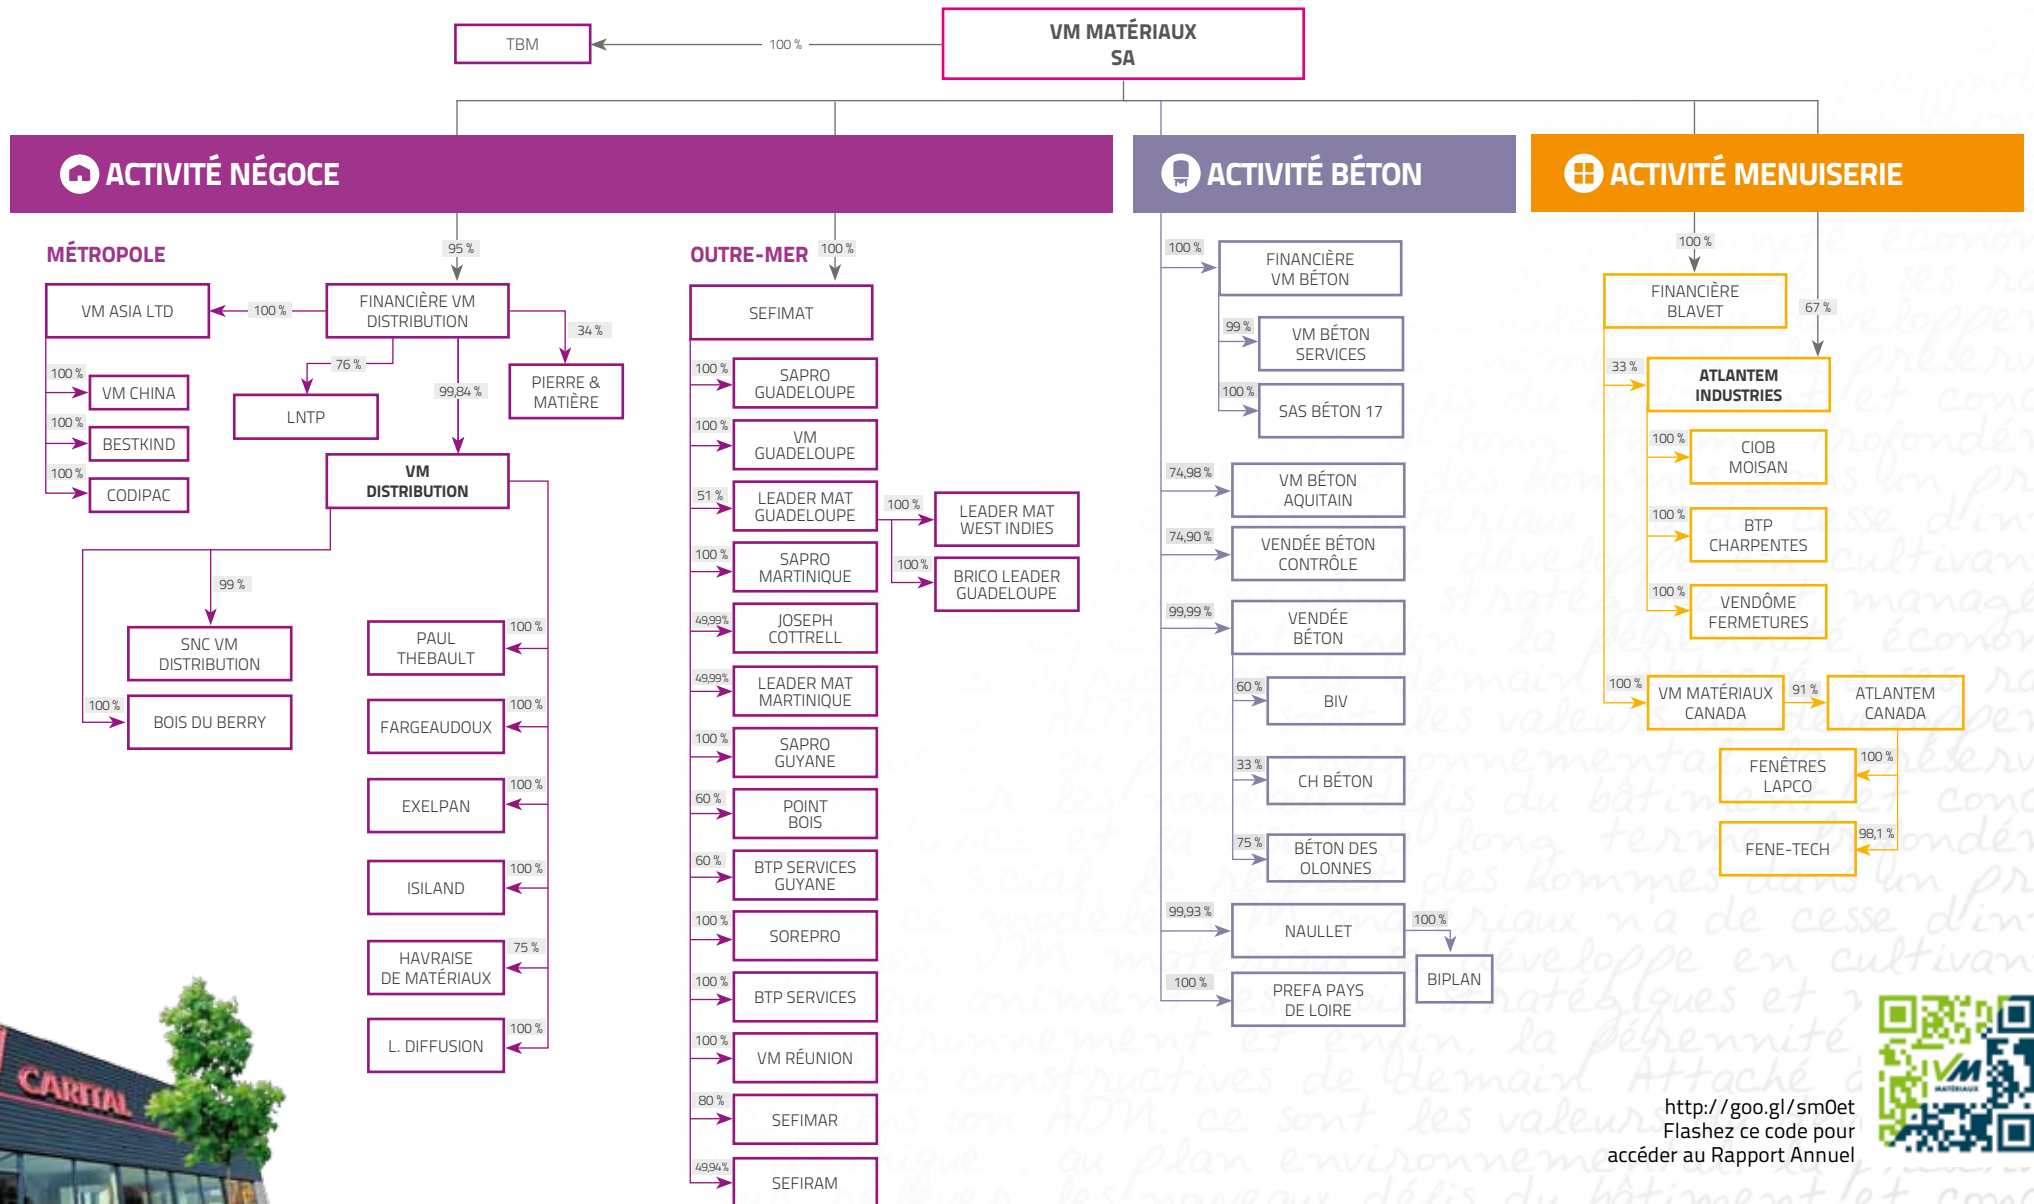 VM MATÉRIAUX
SA
TBM
100 %
ACTIVITÉ NÉGOCE
MÉTROPOLE
95 %
FINANCIÈRE VM
DISTRIBUTION
100 %
VM ASIA LTD
100 %
VM CHINA
100 %
BESTKIND
100 %
CODIPAC
76 %
LNTP
34 %
PIERRE &
MATIÈRE
99,84 %
VM
DISTRIBUTION
99 %
SNC VM
DISTRIBUTION
100 %
BOIS DU BERRY
100 %
PAUL
THEBAULT
100 %
FARGEAUDOUX
100 %
EXELPAN
100 %
ISILAND
75 %
HAVRAISE
DE MATÉRIAUX
100 %
L. DIFFUSION
CARITAL
OUTRE-MER
100 %
SEFIMAT
100 %
SAPRO
GUADELOUPE
100 %
VM
GUADELOUPE
51 %
LEADER MAT
GUADELOUPE
100 %
LEADER MAT
WEST INDIES
100 %
BRICO LEADER
GUADELOUPE
100 %
SAPRO
MARTINIQUE
49,99%
JOSEPH
COTTRELL
49,99%
LEADER MAT
MARTINIQUE
100 %
SAPRO
GUYANE
60 %
POINT
BOIS
60 %
BTP SERVICES
GUYANE
100 %
SOREPRO
100 %
BTP SERVICES
100 %
VM RÉUNION
80 %
SEFIMAR
49,94%
SEFIRAM
ACTIVITÉ BÉTON
100 %
FINANCIÈRE
VM BÉTON
99 %
VM BÉTON
SERVICES
100 %
SAS BÉTON 17
74,98 %
VM BÉTON
AQUITAIN
74,90 %
VENDÉE BÉTON
CONTRÔLE
99,99 %
VENDÉE
BÉTON
60 %
BIV
33 %
CH BÉTON
75 %
BÉTON DES
OLONNES
99,93 %
NAULLET
100 %
BIPLAN
100 %
PREFA PAYS
DE LOIRE
ACTIVITÉ MENUISERIE
100 %
FINANCIÈRE
BLAVET
67 %
33 %
ATLANTEM
INDUSTRIES
100 %
CIOB
MOISAN
100 %
BTP
CHARPENTES
100 %
VENDÔME
FERMETURES
100 %
VM MATÉRIAUX
CANADA
91 %
ATLANTEM
CANADA
100 %
FENÊTRES
LAPCO
98,1 %
FENE-TECH
VM
MATÉRIAUX
http://goo.gl/sm0et
Flashez ce code pour
accéder au Rapport Annuel